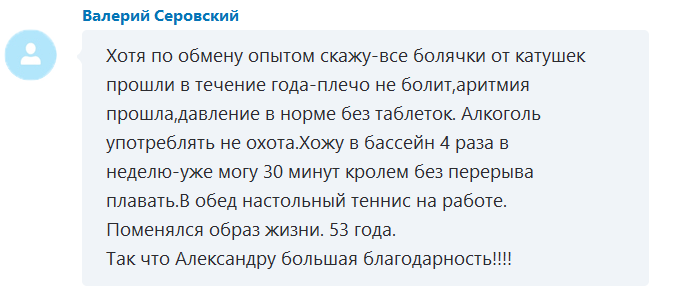 Валерий Серовский
Хотя по обмену опытом скажу-все болячки от катушек
прошли в течение года-плечо не болит,аритмия
прошла,давление в норме без таблеток. Алкоголь
употреблять не охота.Хожу в бассейн 4 раза в
неделю-уже могу 30 минут кролем без перерыва
плавать.В обед настольный теннис на работе.
Поменялся образ жизни. 53 года.
Так что Александру большая благодарность!!!!